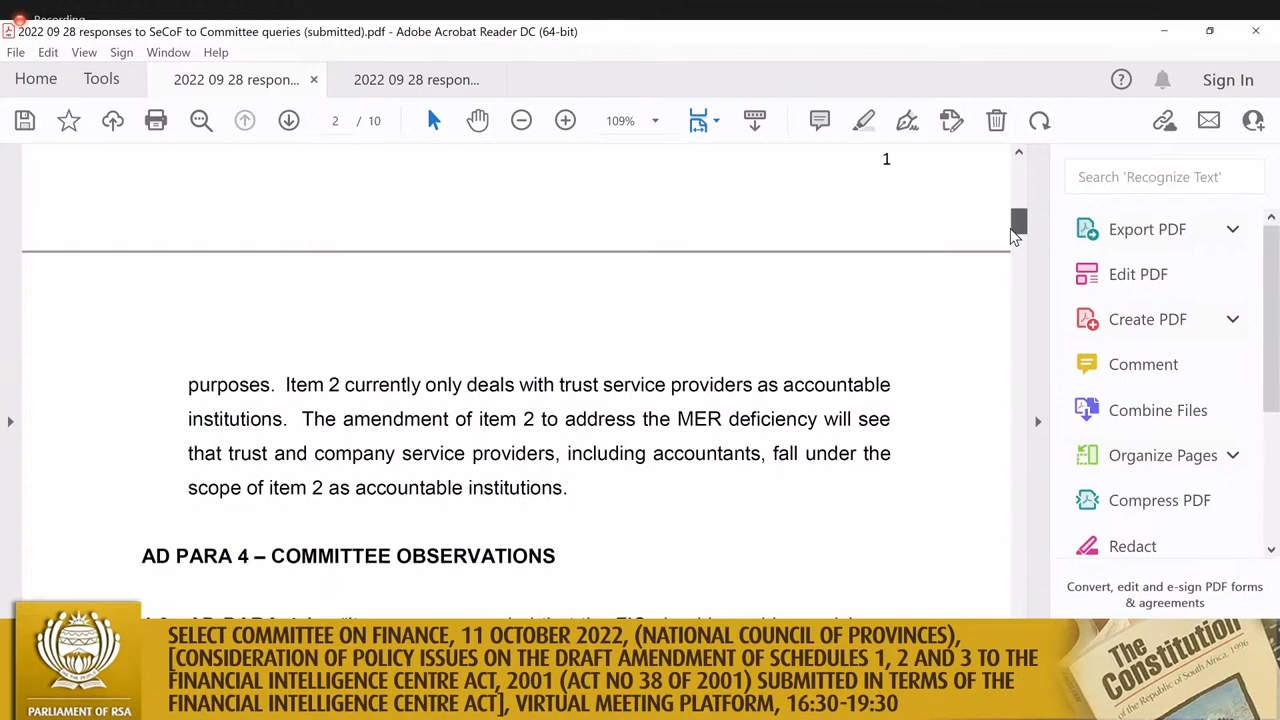 Recording
2022 09 28 responses to SeCoF to Committee queries (submitted).pdf - Adobe Acrobat Reader DC (64-bit)
File Edit View Sign Window Help
Home Tools 2022 09 28 respon... × 2022 09 28 respon... Sign In
2 / 10 109%
1
Search 'Recognize Text'
Export PDF
Edit PDF
Create PDF
Comment
Combine Files
Organize Pages
Compress PDF
Redact
Convert, edit and e-sign PDF forms
& agreements
purposes. Item 2 currently only deals with trust service providers as accountable
institutions. The amendment of item 2 to address the MER deficiency will see
that trust and company service providers, including accountants, fall under the
scope of item 2 as accountable institutions.
AD PARA 4 – COMMITTEE OBSERVATIONS
SELECT COMMITTEE ON FINANCE, 11 OCTOBER 2022, (NATIONAL COUNCIL OF PROVINCES),
[CONSIDERATION OF POLICY ISSUES ON THE DRAFT AMENDMENT OF SCHEDULES 1, 2 AND 3 TO THE
FINANCIAL INTELLIGENCE CENTRE ACT, 2001 (ACT NO 38 OF 2001) SUBMITTED IN TERMS OF THE
FINANCIAL INTELLIGENCE CENTRE ACT], VIRTUAL MEETING PLATFORM, 16:30-19:30
PARLIAMENT OF RSA
The
Constitution
of the Republic of South Africa, 1996